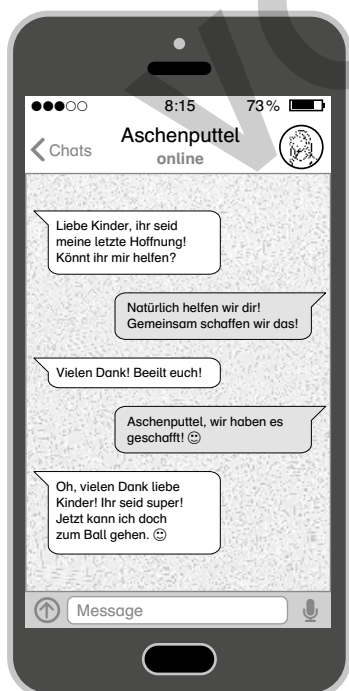 8:15
73%
Chats
Aschenputtel
online
Liebe Kinder, ihr seid
meine letzte Hoffnung!
Könnt ihr mir helfen?
Natürlich helfen wir dir!
Gemeinsam schaffen wir das!
Vielen Dank! Beeilt euch!
Aschenputtel, wir haben es
geschafft! ☺
Oh, vielen Dank liebe
Kinder! Ihr seid super!
Jetzt kann ich doch
zum Ball gehen. ☺
Message